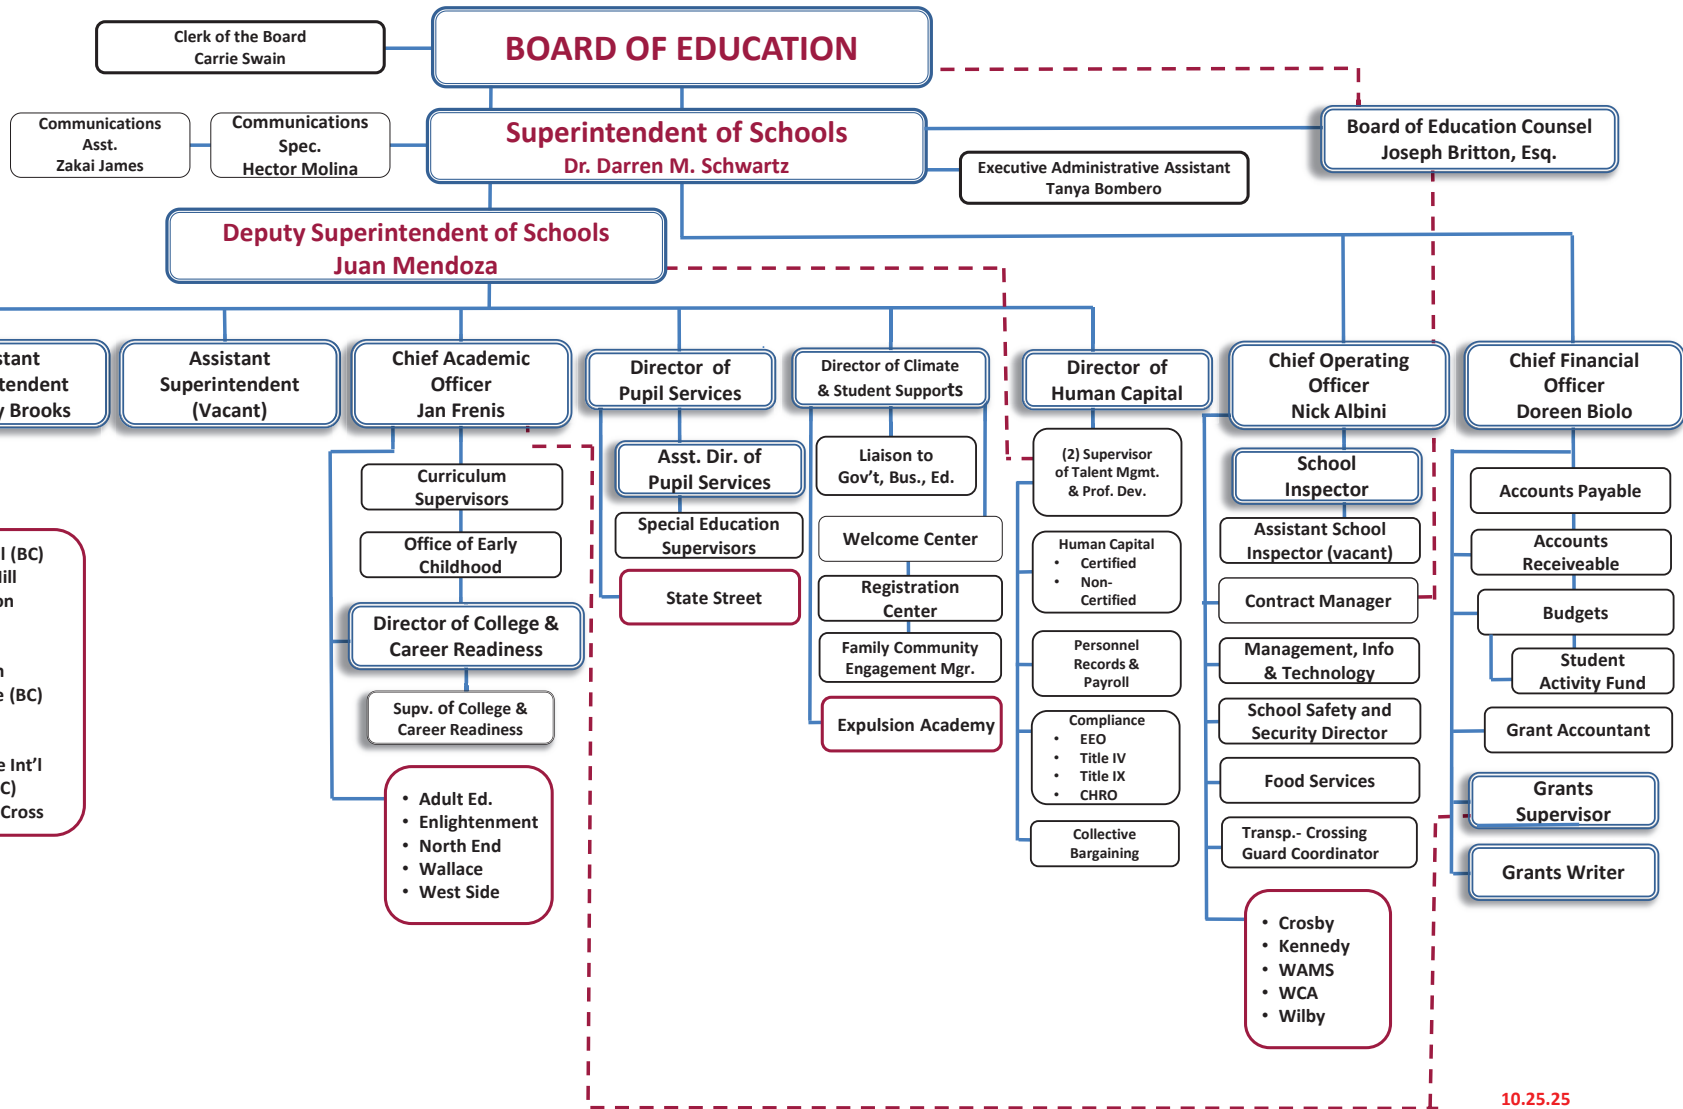 Clerk of the Board
Carrie Swain
BOARD OF EDUCATION
Communications
Asst.
Zakai James
Communications
Spec.
Hector Molina
Superintendent of Schools
Dr. Darren M. Schwartz
Board of Education Counsel
Joseph Britton, Esq.
Executive Administrative Assistant
Tanya Bombero
Deputy Superintendent of Schools
Juan Mendoza
Brooks
Assistant
Superintendent
(Vacant)
Chief Academic
Officer
Jan Frenis
Director of
Pupil Services
Director of Climate
& Student Supports
Director of
Human Capital
Chief Operating
Officer
Nick Albini
Chief Financial
Officer
Doreen Biolo
(BC)
(BC)
Int'l
Cross
Curriculum
Supervisors
Office of Early
Childhood
Director of College &
Career Readiness
Supv. of College &
Career Readiness
• Adult Ed.
• Enlightenment
• North End
• Wallace
• West Side
Asst. Dir. of
Pupil Services
Special Education
Supervisors
State Street
Liaison to
Gov't, Bus., Ed.
Welcome Center
Registration
Center
Family Community
Engagement Mgr.
Expulsion Academy
(2) Supervisor
of Talent Mgmt.
& Prof. Dev.
Human Capital
• Certified
• Non-
Certified
Personnel
Records &
Payroll
Compliance
• EEO
• Title IV
• Title IX
• CHRO
Collective
Bargaining
School
Inspector
Assistant School
Inspector (vacant)
Contract Manager
Management, Info
& Technology
School Safety and
Security Director
Food Services
Transp.- Crossing
Guard Coordinator
• Crosby
• Kennedy
• WAMS
• WCA
• Wilby
Accounts Payable
Accounts
Receiveable
Budgets
Student
Activity Fund
Grant Accountant
Grants
Supervisor
Grants Writer
10.25.25